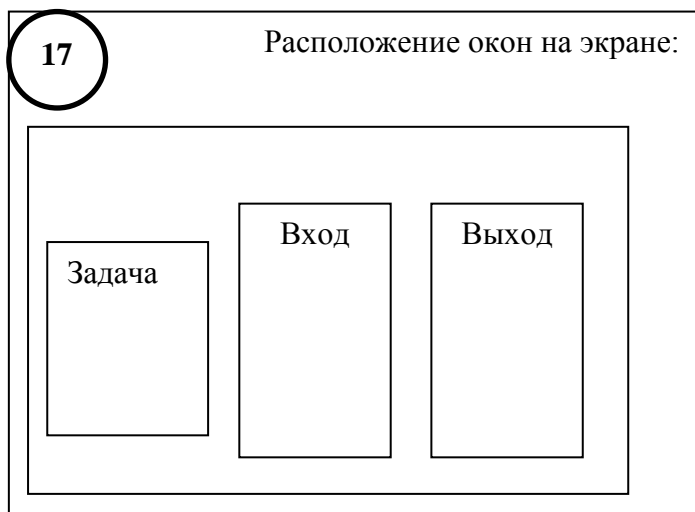 17
Расположение окон на экране:
Задача
Вход
Выход